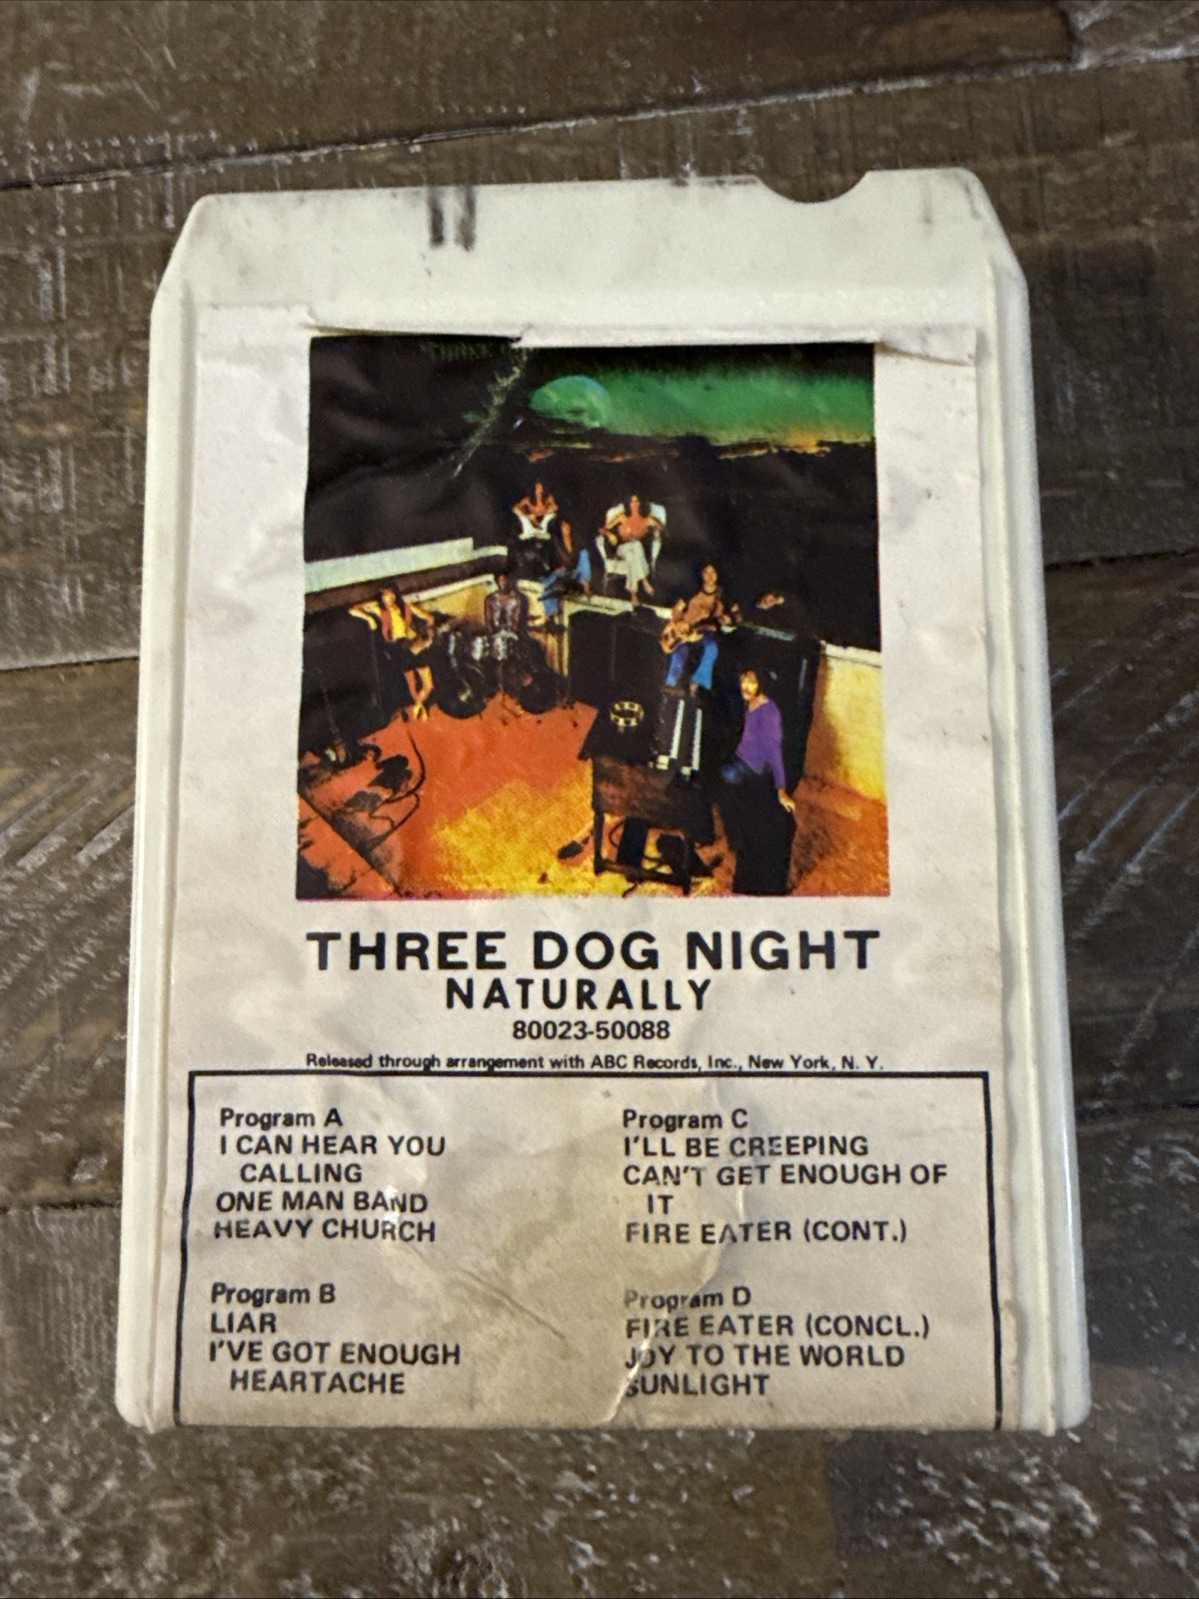 THREE DOG NIGHT
NATURALLY
80023-50088
Released through arrangement with ABC Records, Inc., New York, N. Y.
Program A
I CAN HEAR YOU
CALLING
ONE MAN BAND
HEAVY CHURCH
Program B
LIAR
I'VE GOT ENOUGH
HEARTACHE
Program C
I'LL BE CREEPING
CAN'T GET ENOUGH OF
IT
FIRE EATER (CONT.)
Program D
FIRE EATER (CONCL.)
JOY TO THE WORLD
SUNLIGHT